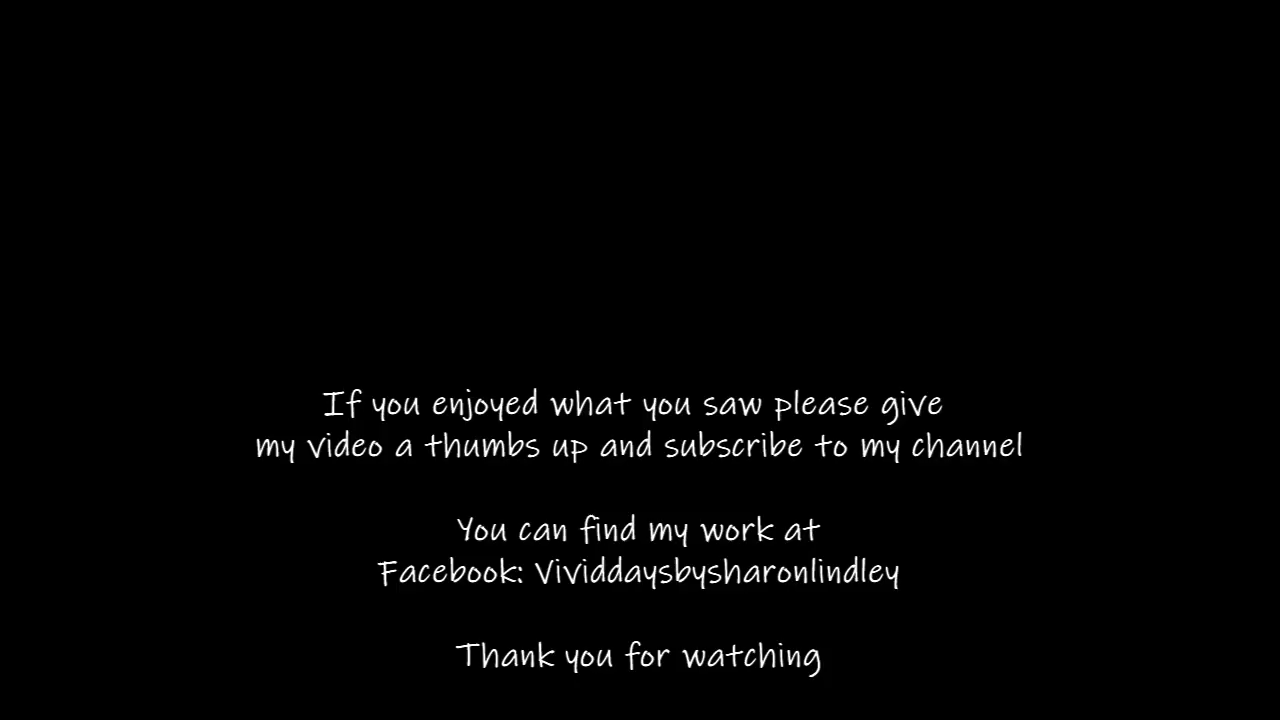 If you enjoyed what you saw please give
my video a thumbs up and subscribe to my channel
You can find my work at
Facebook: Vividdaysbysharonlindley
Thank you for watching